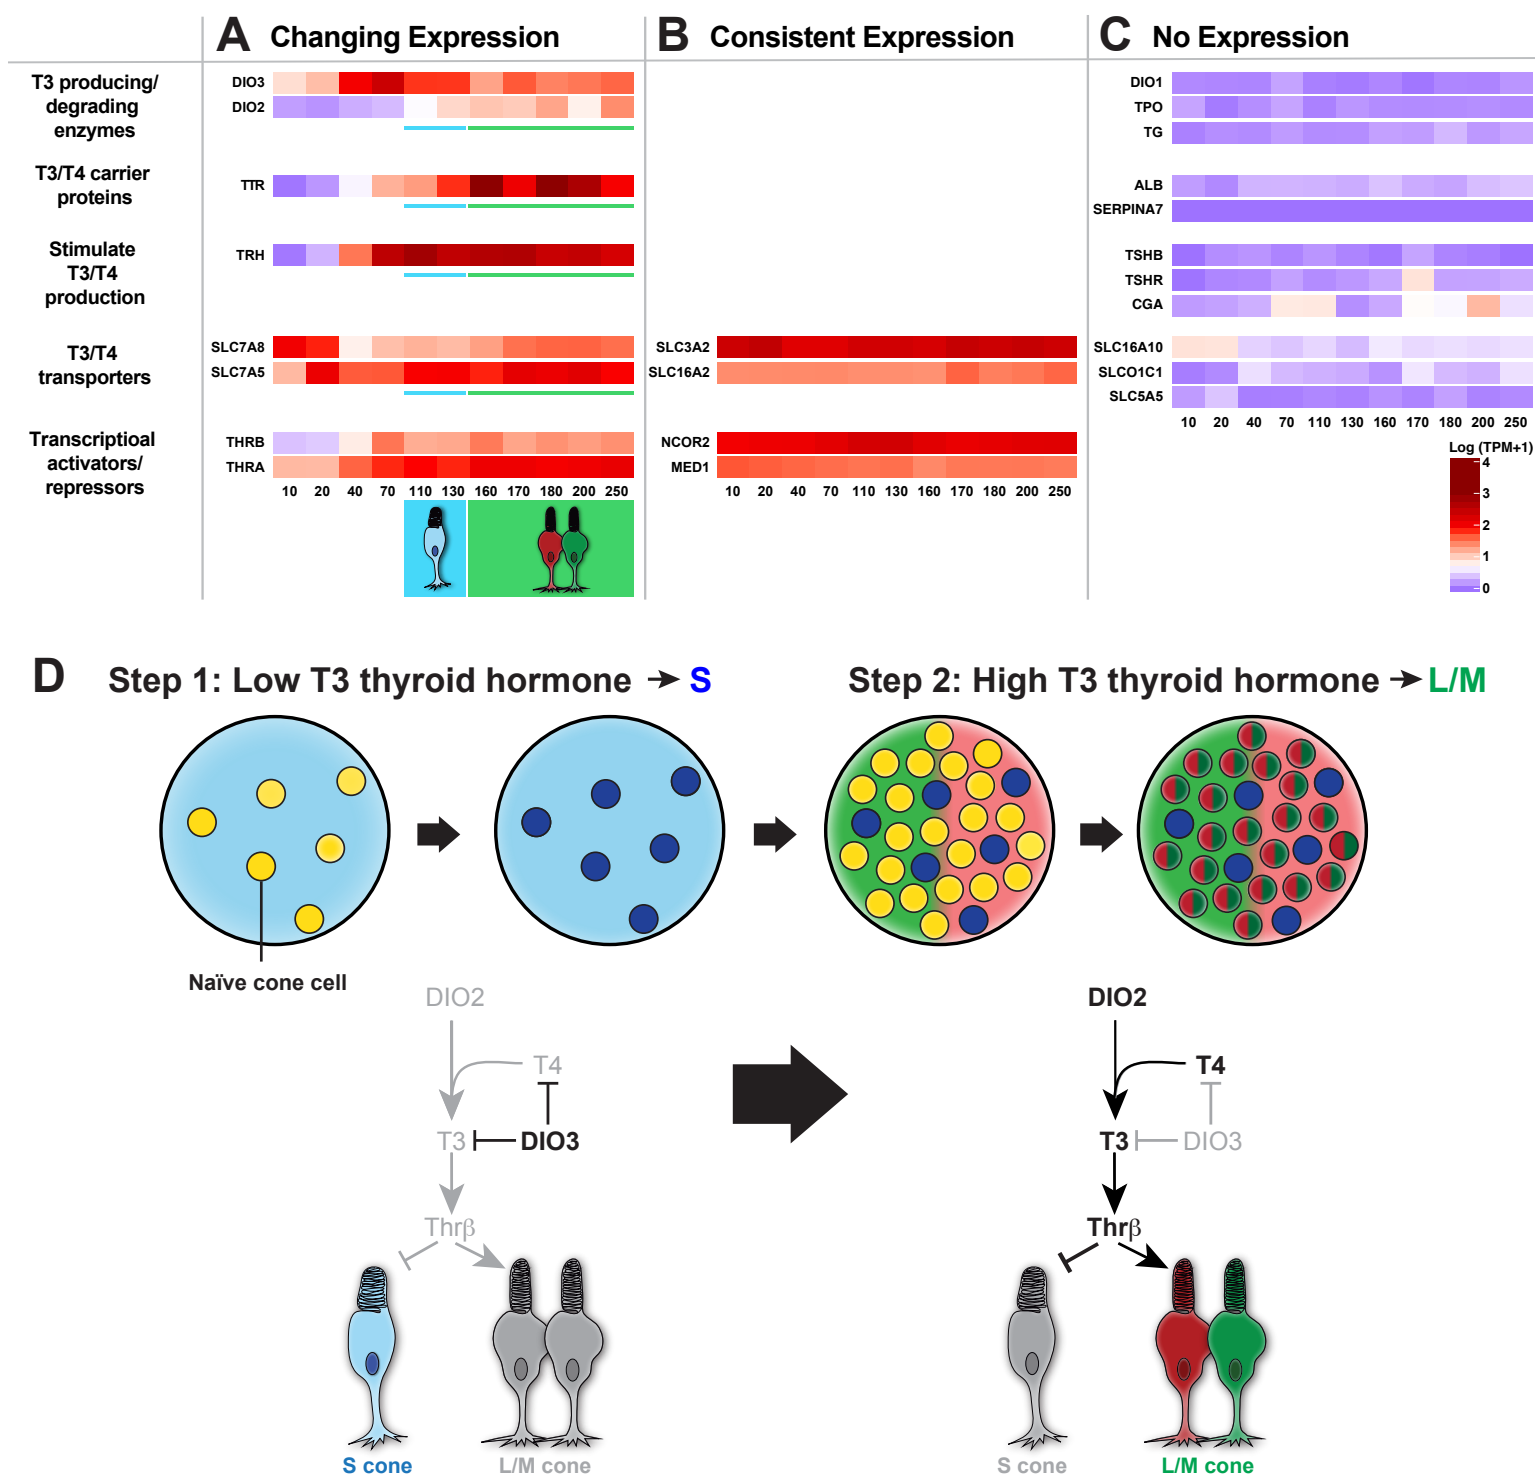 A Changing Expression
B Consistent Expression
C No Expression
T3 producing/
degrading
enzymes
DIO3
DIO2
DIO1
TPO
TG
T3/T4 carrier
proteins
TTR
ALB
SERPINA7
Stimulate
T3/T4
production
TRH
TSHB
TSHR
CGA
T3/T4
transporters
SLC7A8
SLC7A5
SLC3A2
SLC16A2
SLC16A10
SLCO1C1
SLC5A5
10 20 40 70 110 130 160 170 180 200 250
Transcriptioal
activators/
repressors
THRB
THRA
10 20 40 70 110 130 160 170 180 200 250
NCOR2
MED1
10 20 40 70 110 130 160 170 180 200 250
Log (TPM+1)
4
3
2
1
0
D Step 1: Low T3 thyroid hormone → S
Step 2: High T3 thyroid hormone → L/M
Naïve cone cell
DIO2
T4
T3
DIO3
Thrβ
S cone
L/M cone
DIO2
T4
T3
DIO3
Thrβ
S cone
L/M cone